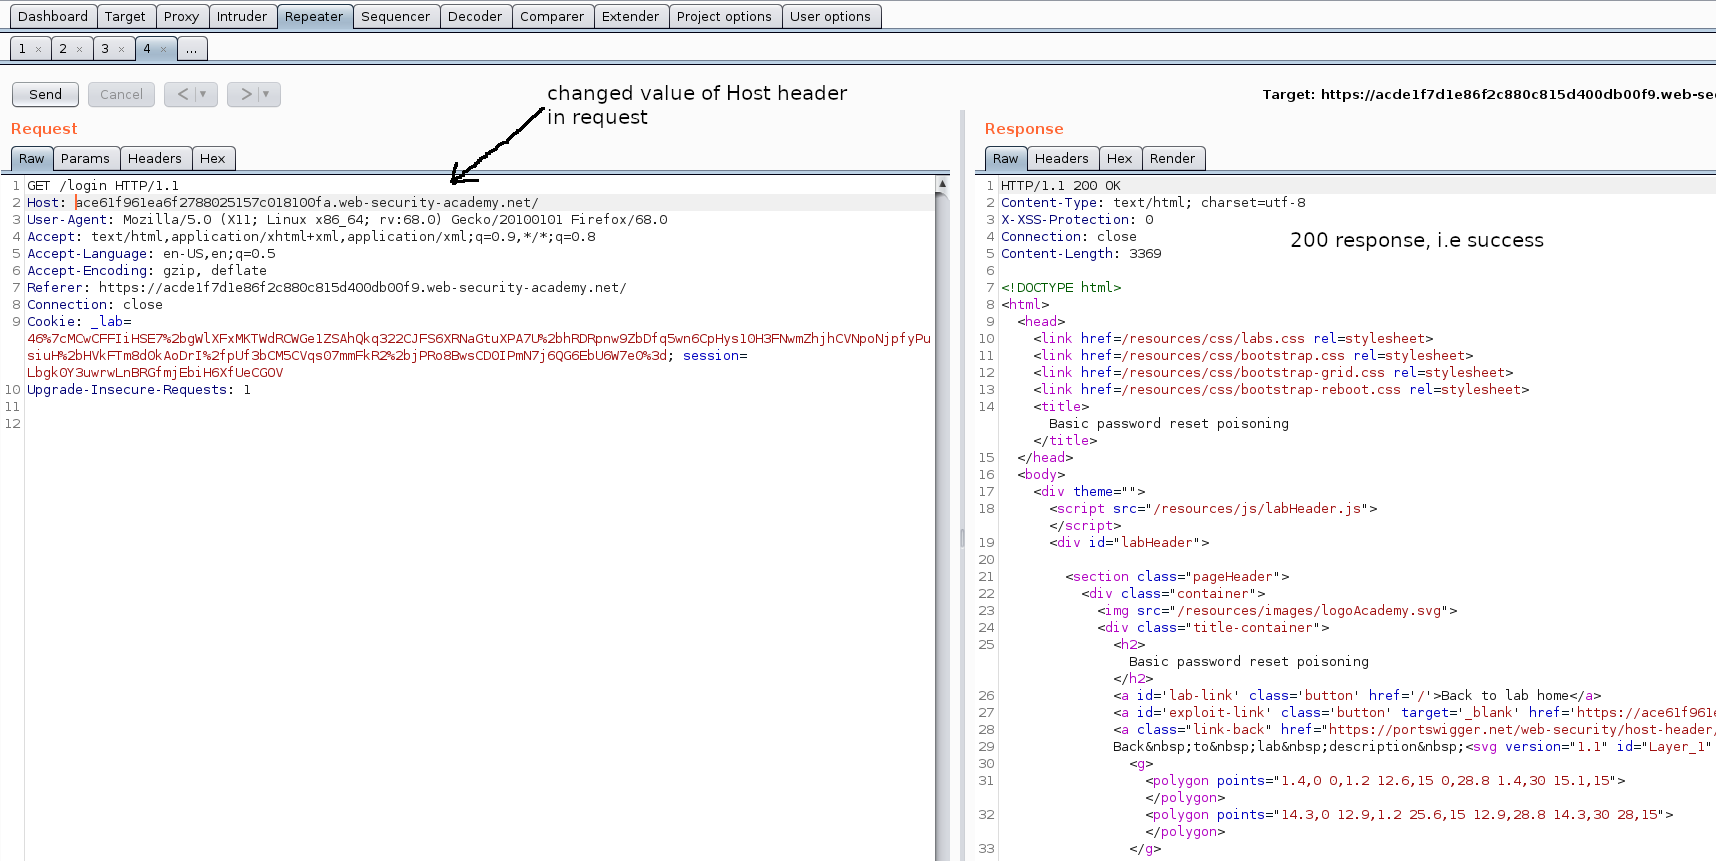 Dashboard Target Proxy Intruder Repeater Sequencer Decoder Comparer Extender Project options User options
1 × 2 × 3 × 4 × ...
Send Cancel < ▼ > ▼
changed value of Host header
in request
Target: https://acde1f7d1e86f2c880c815d400db00f9.web-sec
Request
Raw Params Headers Hex
1 GET /login HTTP/1.1
2 Host: ace61f961ea6f2788025157c018100fa.web-security-academy.net/
3 User-Agent: Mozilla/5.0 (X11; Linux x86_64; rv:68.0) Gecko/20100101 Firefox/68.0
4 Accept: text/html,application/xhtml+xml,application/xml;q=0.9,*/*;q=0.8
5 Accept-Language: en-US,en;q=0.5
6 Accept-Encoding: gzip, deflate
7 Referer: https://acde1f7d1e86f2c880c815d400db00f9.web-security-academy.net/
8 Connection: close
9 Cookie: _lab=
46%7cMCwCFFIiHSE7%2bgWlXFxMKTWdRCWGe1ZSAhQkq322CJFS6XRNaGtuXPA7U%2bhRDRpnw9ZbDfq5wn6CpHys10H3FNwmZhjhCVNpoNjpfyPu
siuH%2bHVkFTm8d0kAoDrI%2fpUf3bCM5CVqs07mmFkR2%2bjPRo8BwsCD0IPmN7j6QG6EbU6W7e0%3d; session=
Lbgk0Y3uwrwLnBRGfmjEbiH6XfUeCGOV
10 Upgrade-Insecure-Requests: 1
11
12
Response
Raw Headers Hex Render
200 response, i.e success
1 HTTP/1.1 200 OK
2 Content-Type: text/html; charset=utf-8
3 X-XSS-Protection: 0
4 Connection: close
5 Content-Length: 3369
6
7 <!DOCTYPE html>
8 <html>
9 <head>
10 <link href=/resources/css/labs.css rel=stylesheet>
11 <link href=/resources/css/bootstrap.css rel=stylesheet>
12 <link href=/resources/css/bootstrap-grid.css rel=stylesheet>
13 <link href=/resources/css/bootstrap-reboot.css rel=stylesheet>
14 <title>
Basic password reset poisoning
</title>
15 </head>
16 <body>
17 <div theme="">
18 <script src="/resources/js/labHeader.js">
</script>
19 <div id="labHeader">
20
21 <section class="pageHeader">
22 <div class="container">
23 <img src="/resources/images/logoAcademy.svg">
24 <div class="title-container">
25 <h2>
Basic password reset poisoning
</h2>
26 <a id='lab-link' class='button' href='/'>Back to lab home</a>
27 <a id='exploit-link' class='button' target='_blank' href='https://ace61f961e
28 <a class="link-back" href="https://portswigger.net/web-security/host-header/
29 Back&nbsp;to&nbsp;lab&nbsp;description&nbsp;<svg version="1.1" id="Layer_1"
30 <g>
31 <polygon points="1.4,0 0,1.2 12.6,15 0,28.8 1.4,30 15.1,15">
</polygon>
32 <polygon points="14.3,0 12.9,1.2 25.6,15 12.9,28.8 14.3,30 28,15">
</polygon>
33 </g>